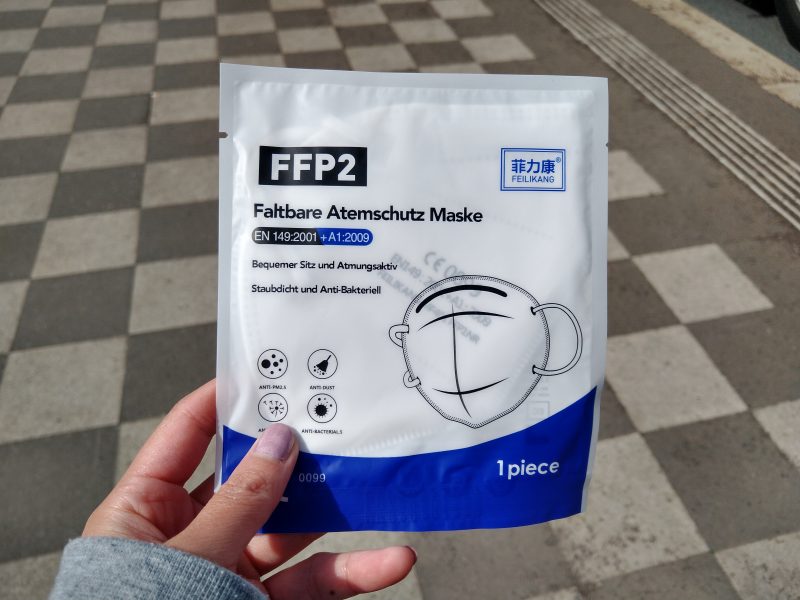 FFP2
菲力康®
FEILIKANG
Faltbare Atemschutz Maske
EN 149:2001 + A1:2009
Bequemer Sitz und Atmungsaktiv
Staubdicht und Anti-Bakteriell
ANTI-PM2.5
ANTI-DUST
ANTI-BACTERIALS
1piece
0099